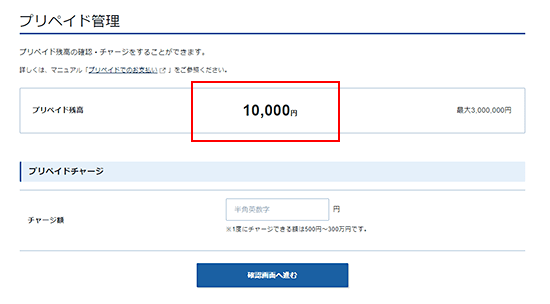 プリペイド管理
プリペイド残高の確認・チャージをすることができます。
詳しくは、マニュアル「プリペイドでのお支払い」をご参照ください。
プリペイド残高 10,000円 最大3,000,000円
プリペイドチャージ
チャージ額 半角英数字 円
※1度にチャージできる額は500円～300万円です。
確認画面へ進む